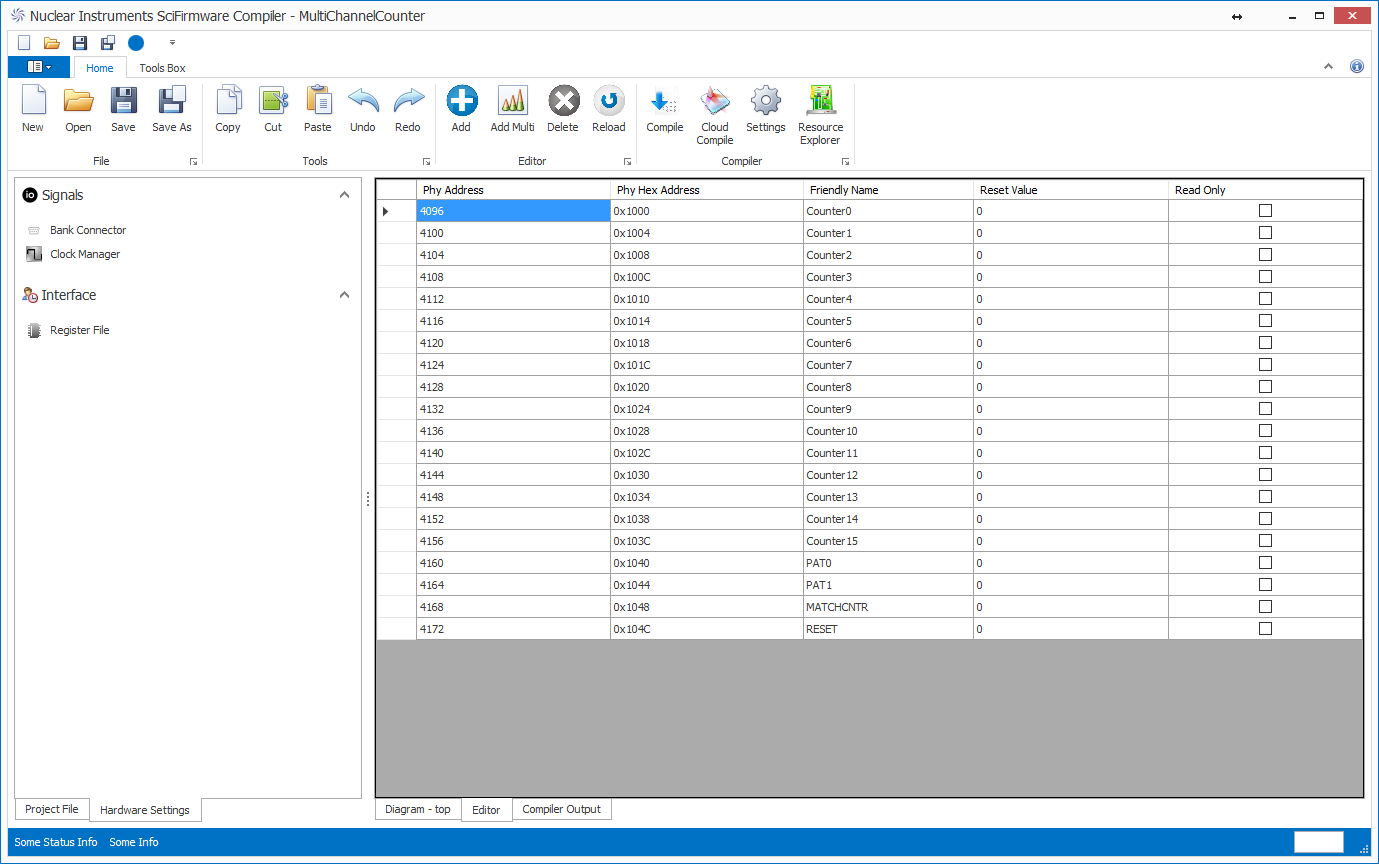 Nuclear Instruments SciFirmware Compiler - MultiChannelCounter
Home Tools Box
New Open Save Save As Copy Cut Paste Undo Redo Add Add Multi Delete Reload Compile Cloud Compile Settings Resource Explorer
File Tools Editor Compiler
io Signals
Bank Connector
Clock Manager
Interface
Register File
Phy Address Phy Hex Address Friendly Name Reset Value Read Only
4096 0x1000 Counter0 0
4100 0x1004 Counter1 0
4104 0x1008 Counter2 0
4108 0x100C Counter3 0
4112 0x1010 Counter4 0
4116 0x1014 Counter5 0
4120 0x1018 Counter6 0
4124 0x101C Counter7 0
4128 0x1020 Counter8 0
4132 0x1024 Counter9 0
4136 0x1028 Counter10 0
4140 0x102C Counter11 0
4144 0x1030 Counter12 0
4148 0x1034 Counter13 0
4152 0x1038 Counter14 0
4156 0x103C Counter15 0
4160 0x1040 PAT0 0
4164 0x1044 PAT1 0
4168 0x1048 MATCHCNTR 0
4172 0x104C RESET 0
Project File Hardware Settings
Diagram - top Editor Compiler Output
Some Status Info Some Info